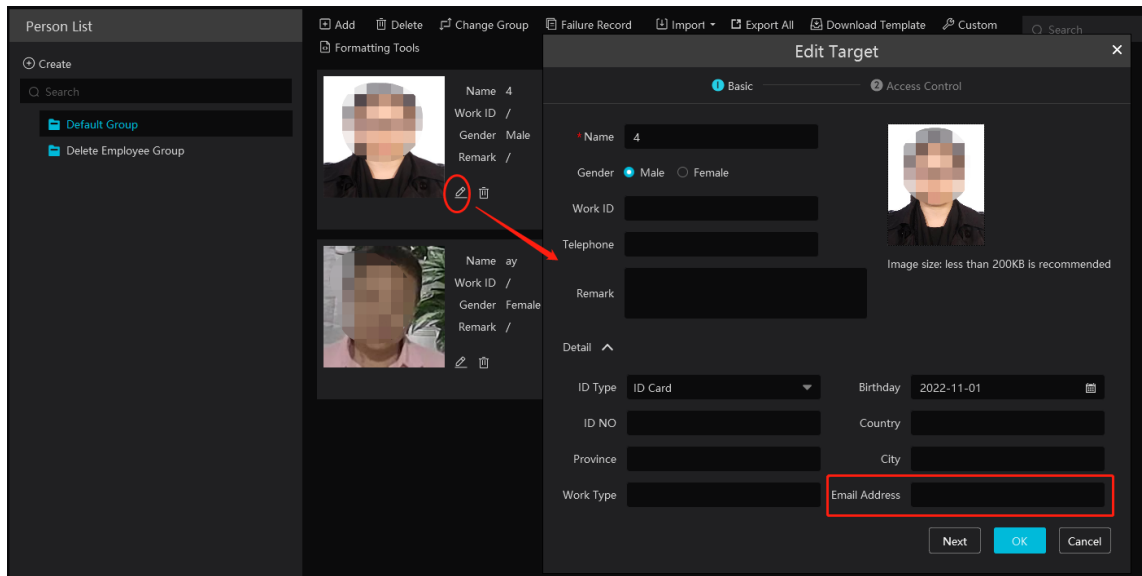 Person List
Add Delete Change Group Failure Record Import Export All Download Template Custom Search
Formatting Tools
Create
Search
Default Group
Delete Employee Group
Name 4
Work ID /
Gender Male
Remark /
Name ay
Work ID /
Gender Female
Remark /
Edit Target
1 Basic 2 Access Control
*Name 4
Gender Male Female
Work ID
Telephone
Image size: less than 200KB is recommended
Remark
Detail
ID Type ID Card Birthday 2022-11-01
ID NO Country
Province City
Work Type Email Address
Next OK Cancel